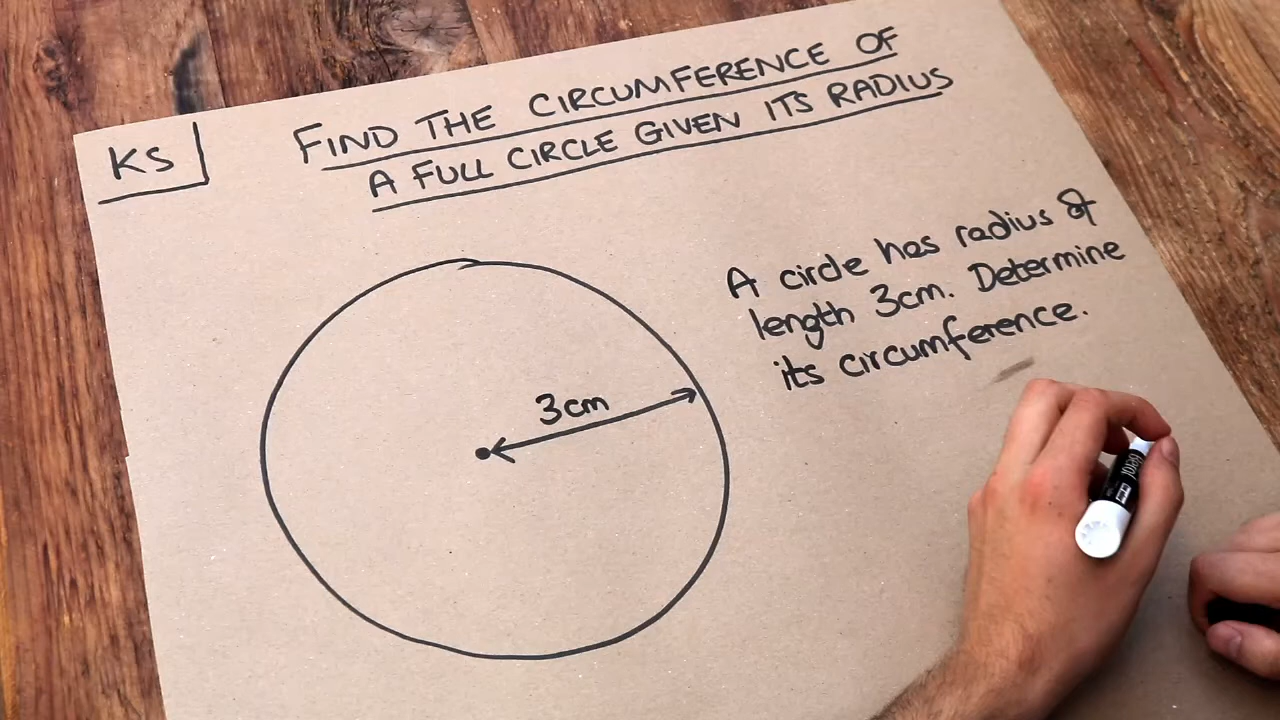 KS
FIND THE CIRCUMFERENCE OF
A FULL CIRCLE GIVEN ITS RADIUS
A circle has radius of
length 3cm. Determine
its circumference.
3cm